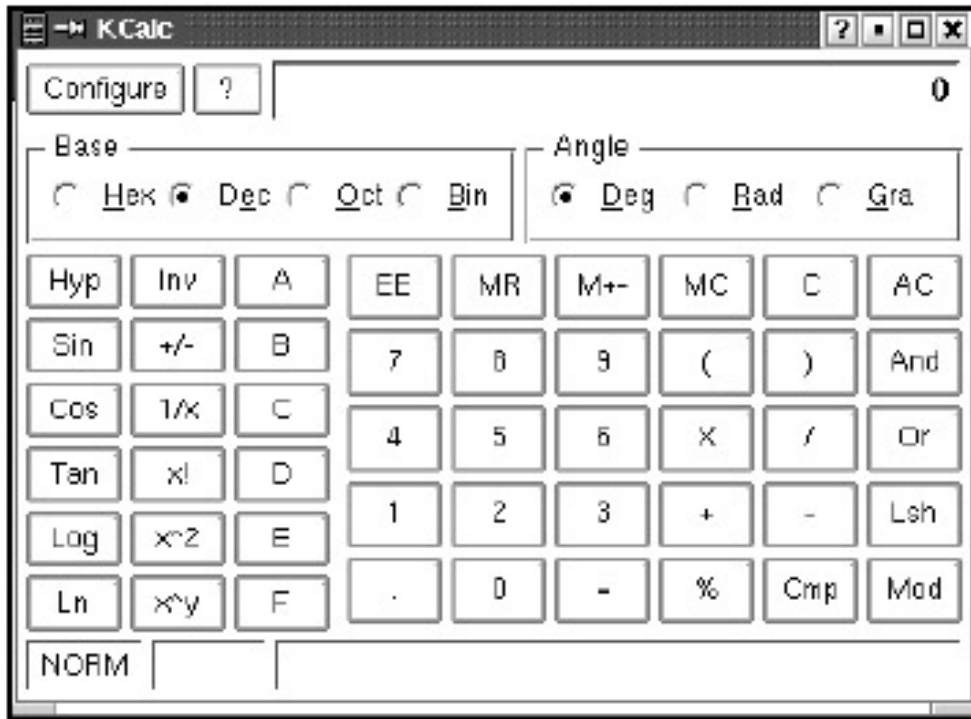 KCalc ?
Configure ? 0
Base Angle
Hex Dec Oct Bin Deg Rad Gra
Hyp Inv A EE MR M+- MC C AC
Sin +/- B 7 8 9 ( ) And
Cos 1/x C 4 5 6 X / Or
Tan x! D 1 2 3 + - Lsh
Log x^2 E . 0 = % Cmp Mod
Ln x^y F
NORM